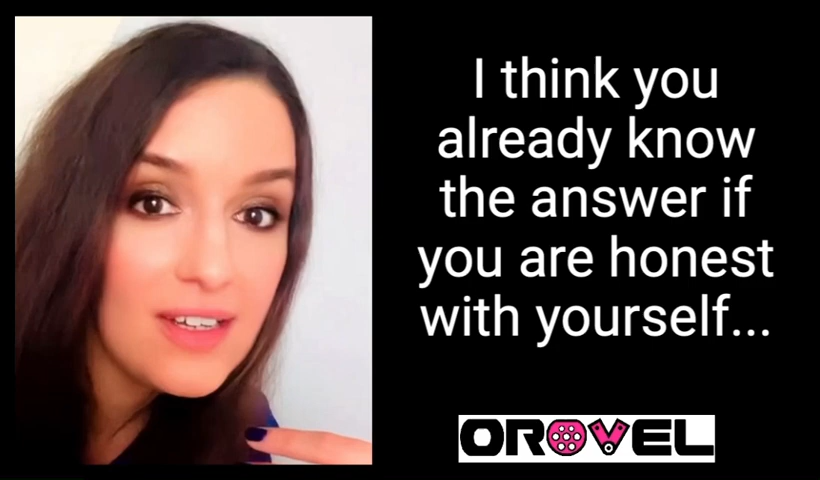 I think you
already know
the answer if
you are honest
with yourself...
OROVEL